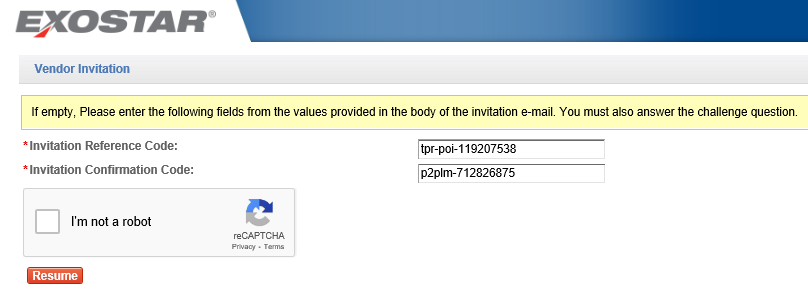 EXOSTAR®
Vendor Invitation
If empty, Please enter the following fields from the values provided in the body of the invitation e-mail. You must also answer the challenge question.
*Invitation Reference Code: tpr-poi-119207538
*Invitation Confirmation Code: p2plm-712826875
I'm not a robot
reCAPTCHA
Privacy - Terms
Resume